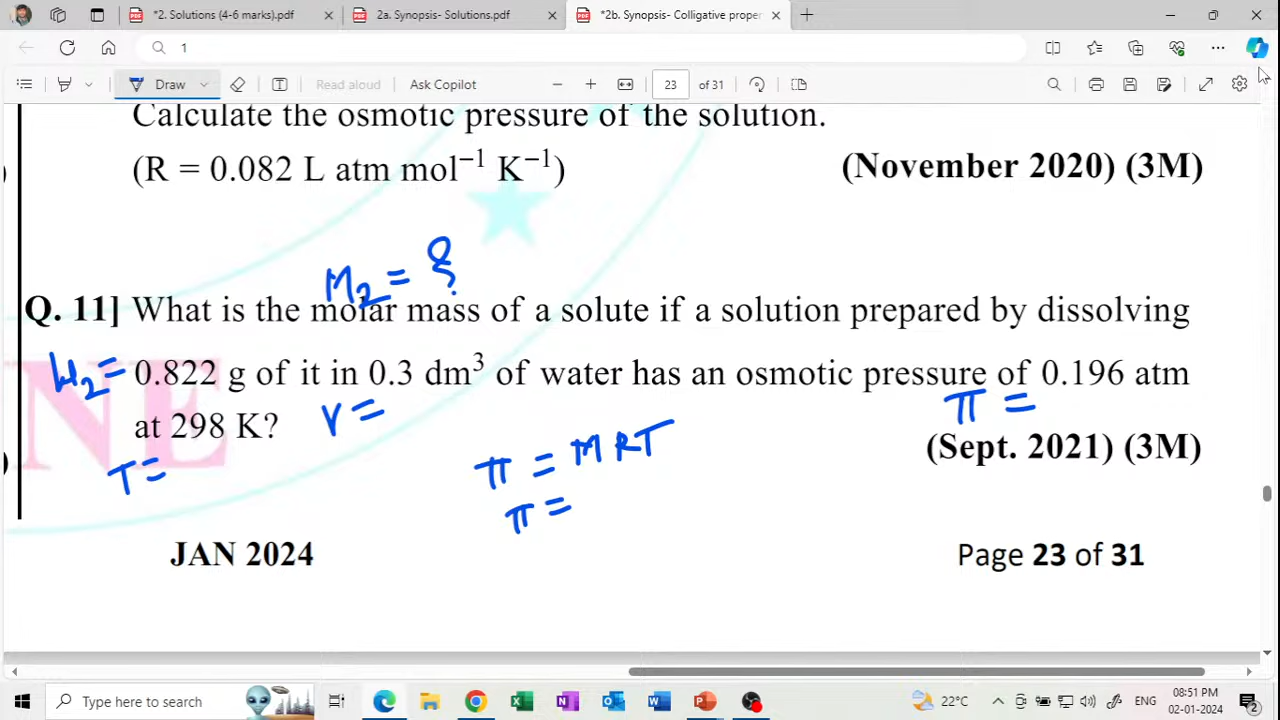 *2. Solutions (4-6 marks).pdf
2a. Synopsis- Solutions.pdf
*2b. Synopsis- Colligative proper
1
Draw
Read aloud
Ask Copilot
23 of 31
Calculate the osmotic pressure of the solution.
(R = 0.082 L atm mol⁻¹ K⁻¹)
(November 2020) (3M)
M₂ = ?
Q. 11] What is the molar mass of a solute if a solution prepared by dissolving
W₂ = 0.822 g of it in 0.3 dm³ of water has an osmotic pressure of 0.196 atm
at 298 K?
V =
π =
(Sept. 2021) (3M)
T =
π = MRT
π =
NE
JAN 2024
Page 23 of 31
Type here to search
22°C
ENG
08:51 PM
02-01-2024
2